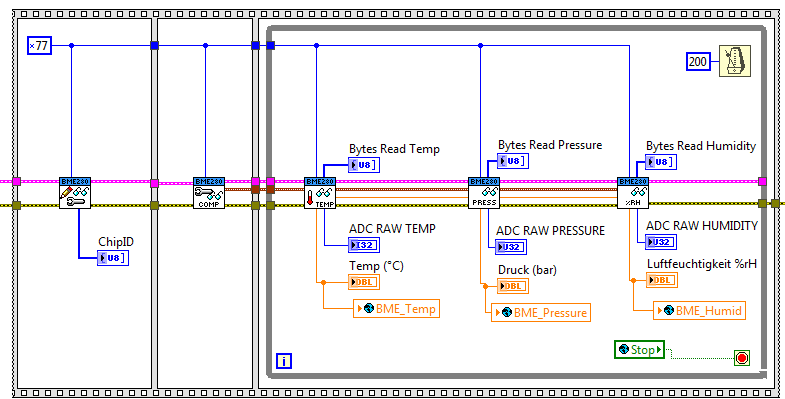 ×77
200
Bytes Read Temp
U8
Bytes Read Pressure
U8
Bytes Read Humidity
U8
BME280
BME280
COMP
BME280
TEMP
BME280
PRESS
BME280
%RH
ChipID
U8
ADC RAW TEMP
I32
ADC RAW PRESSURE
U32
ADC RAW HUMIDITY
U32
Temp (°C)
DBL
Druck (bar)
DBL
Luftfeuchtigkeit %rH
DBL
BME_Temp
BME_Pressure
BME_Humid
Stop
i